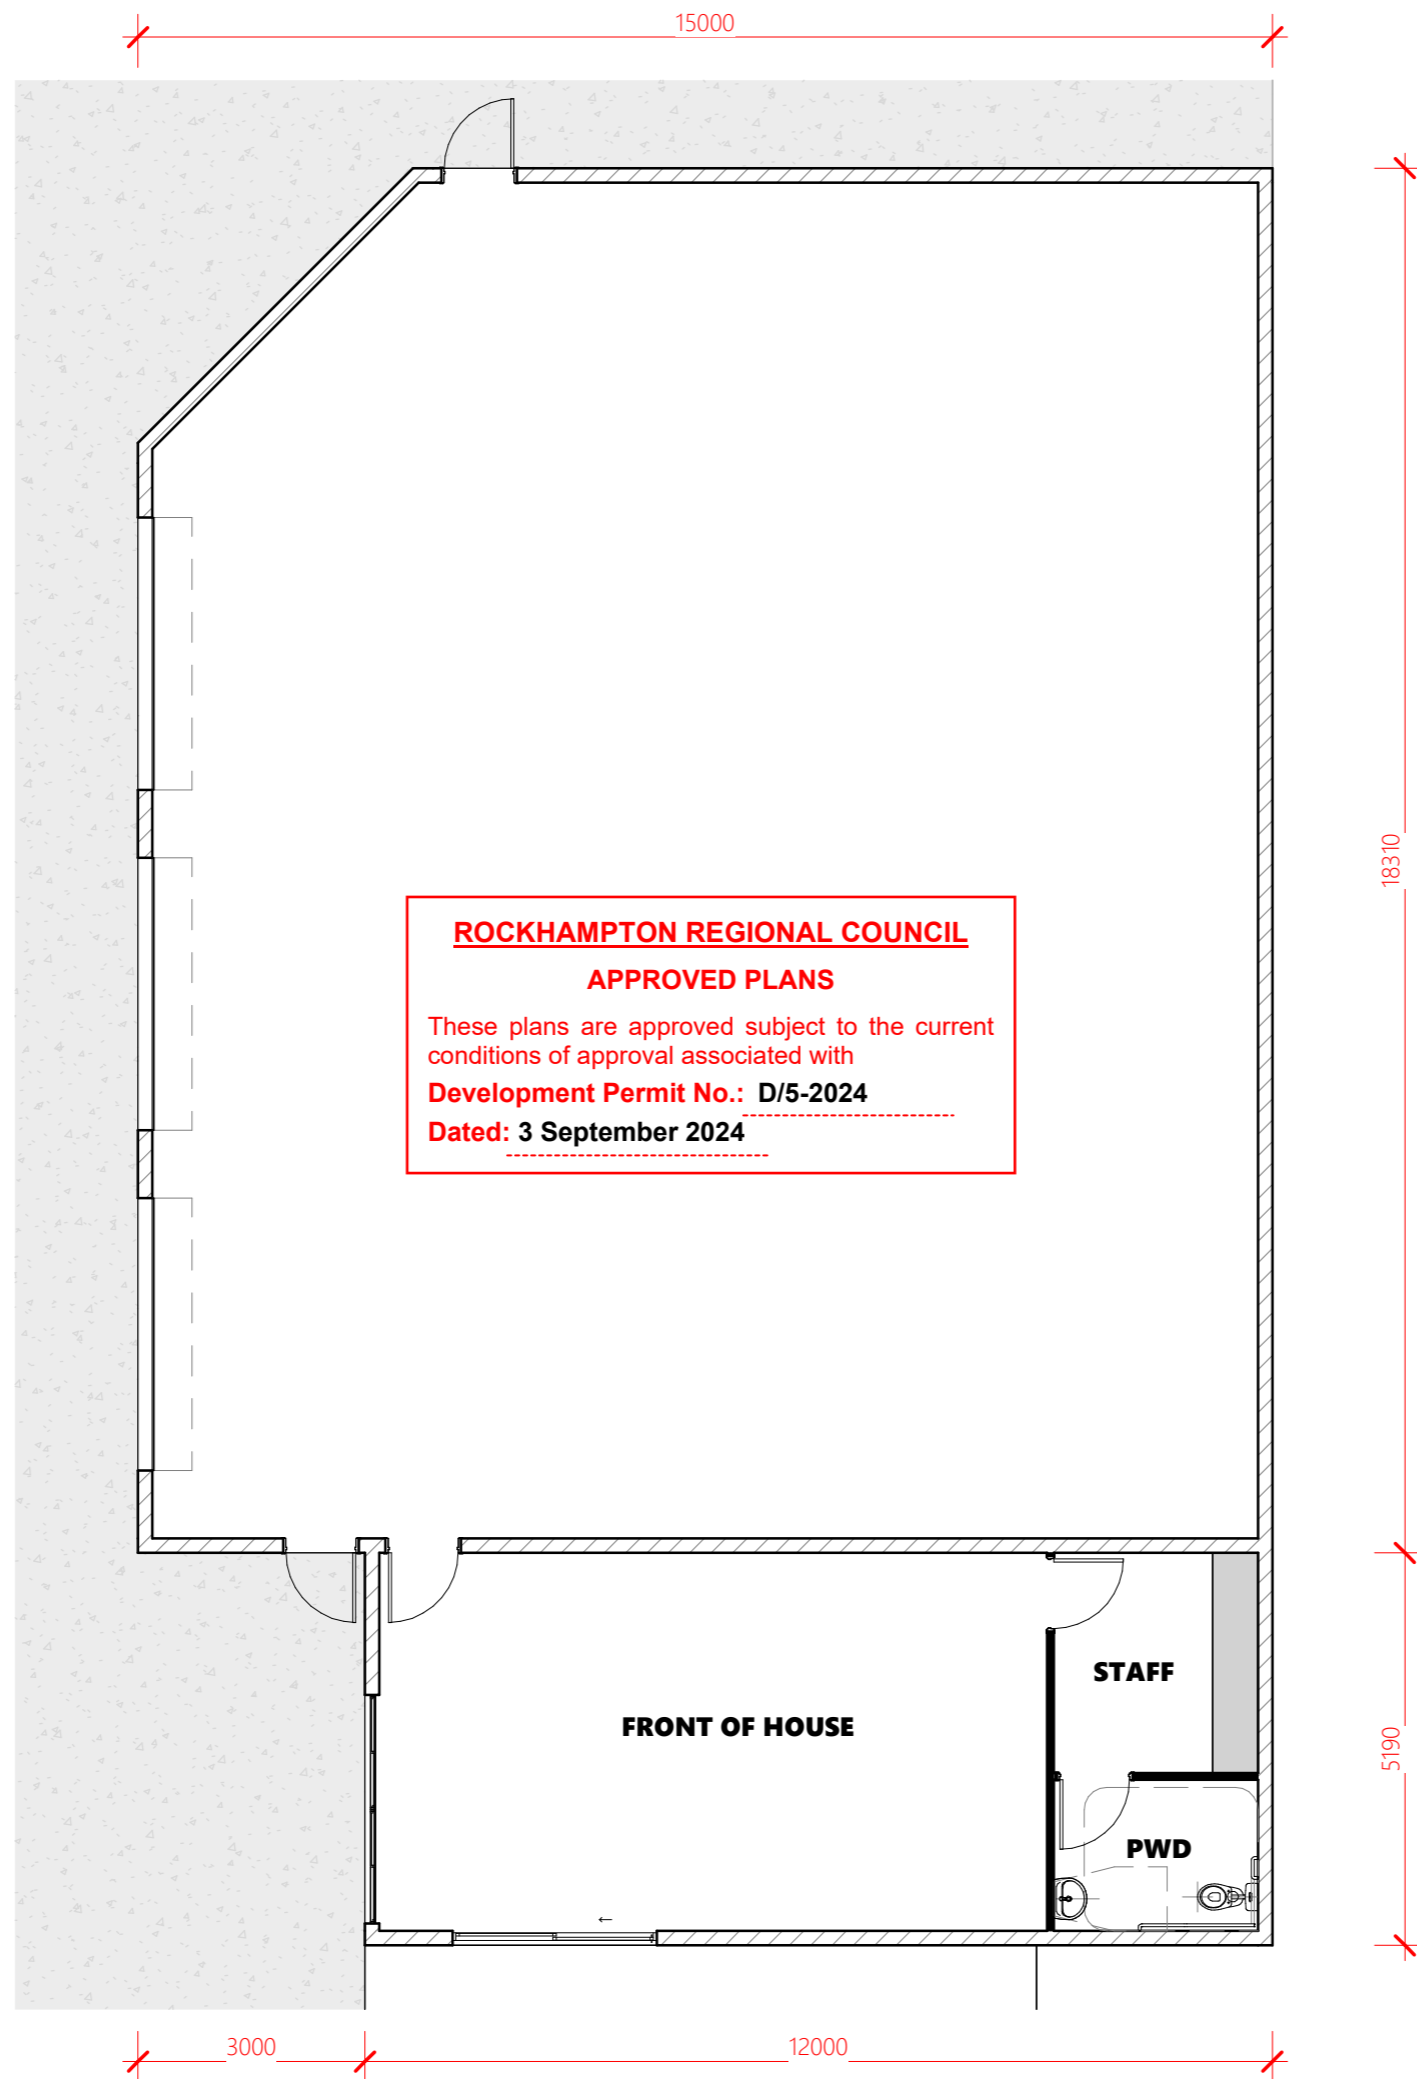 15000
ROCKHAMPTON REGIONAL COUNCIL
APPROVED PLANS
These plans are approved subject to the current
conditions of approval associated with
Development Permit No.: D/5-2024
Dated: 3 September 2024
18310
STAFF
FRONT OF HOUSE
5190
PWD
3000
12000